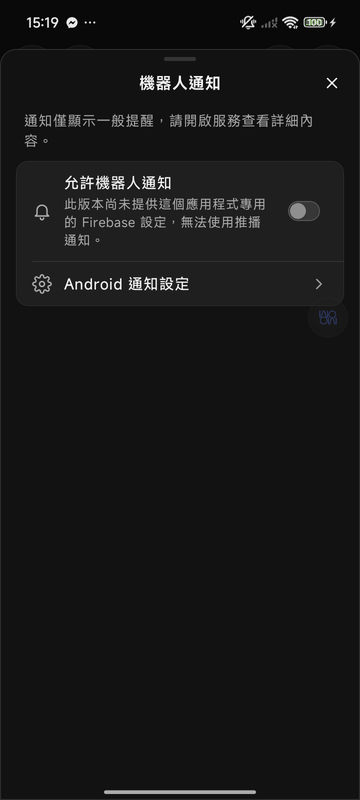 15:19
100
機器人通知
通知僅顯示一般提醒，請開啟服務查看詳細內
容。
允許機器人通知
此版本尚未提供這個應用程式專用
的 Firebase 設定，無法使用推播
通知。
Android 通知設定